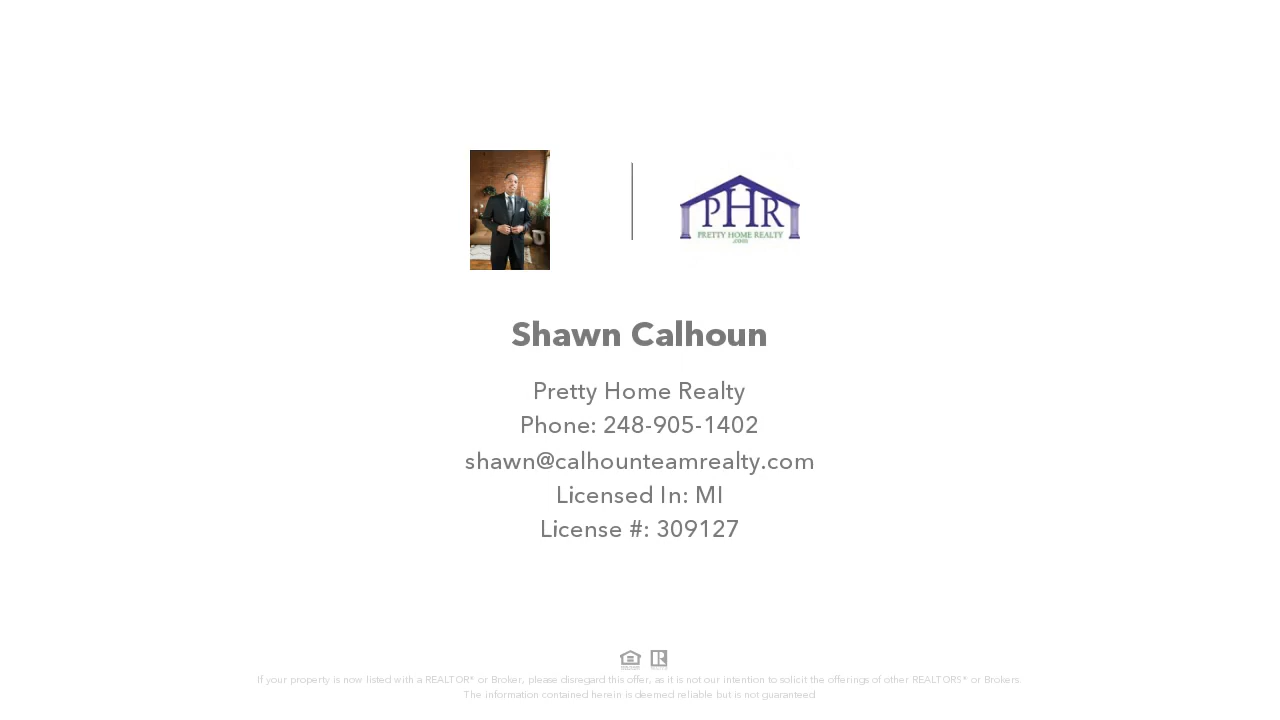 PHR
PRETTY HOME REALTY
.com
Shawn Calhoun
Pretty Home Realty
Phone: 248-905-1402
shawn@calhounteamrealty.com
Licensed In: MI
License #: 309127
If your property is now listed with a REALTOR® or Broker, please disregard this offer, as it is not our intention to solicit the offerings of other REALTORS® or Brokers.
The information contained herein is deemed reliable but is not guaranteed